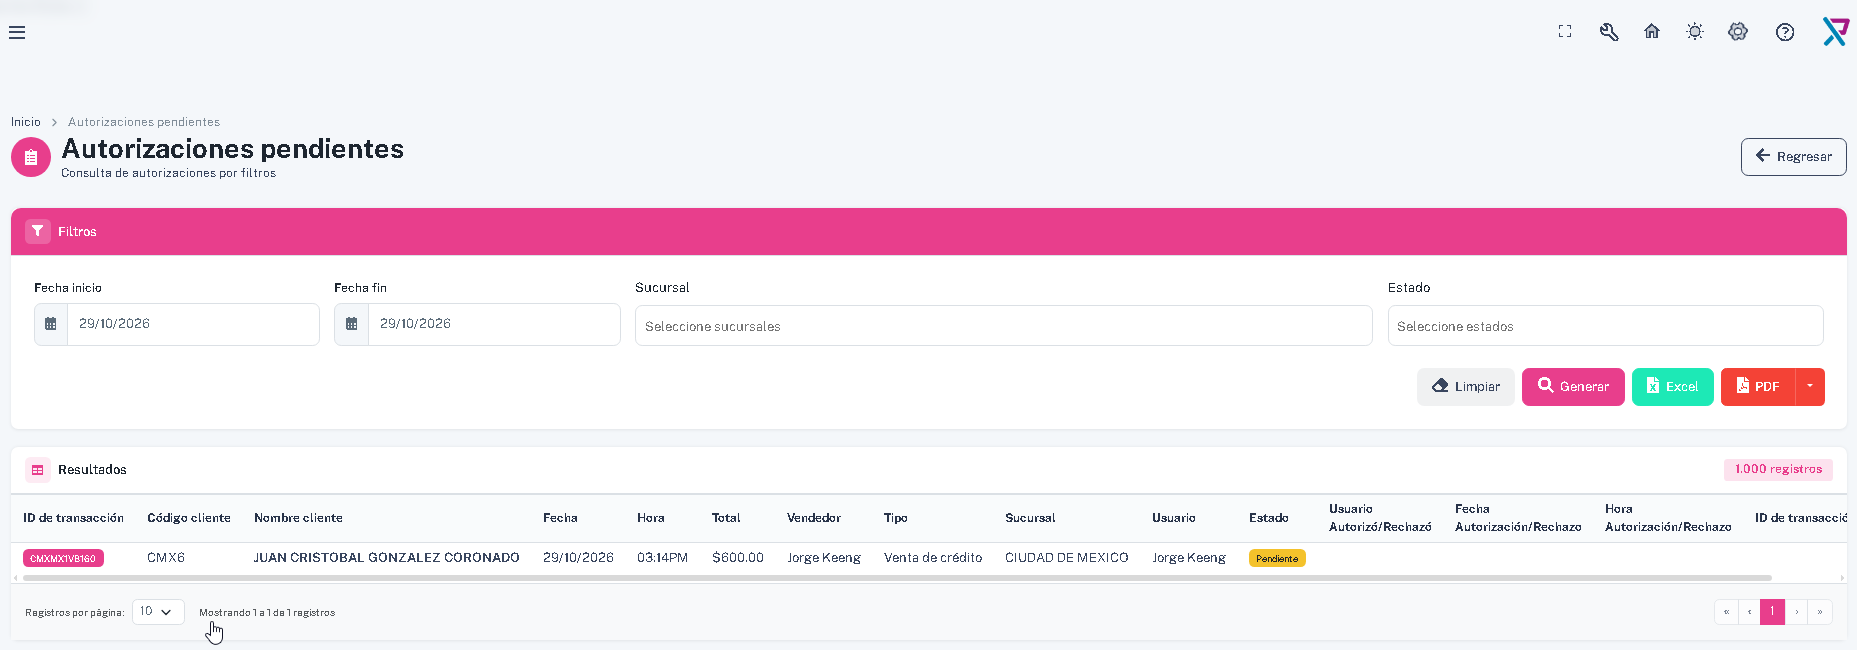 Inicio > Autorizaciones pendientes
Autorizaciones pendientes
Consulta de autorizaciones por filtros
Regresar
Filtros
Fecha inicio Fecha fin Sucursal Estado
29/10/2026 29/10/2026 Seleccione sucursales Seleccione estados
Limpiar Generar Excel PDF
Resultados 1.000 registros
ID de transacción Código cliente Nombre cliente Fecha Hora Total Vendedor Tipo Sucursal Usuario Estado Usuario Autorizó/Rechazó Fecha Autorización/Rechazo Hora Autorización/Rechazo ID de transacció
CMXMX1VB160 CMX6 JUAN CRISTOBAL GONZALEZ CORONADO 29/10/2026 03:14PM $600.00 Jorge Keeng Venta de crédito CIUDAD DE MEXICO Jorge Keeng Pendiente
Registros por página: 10 Mostrando 1 a 1 de 1 registros « ‹ 1 › »